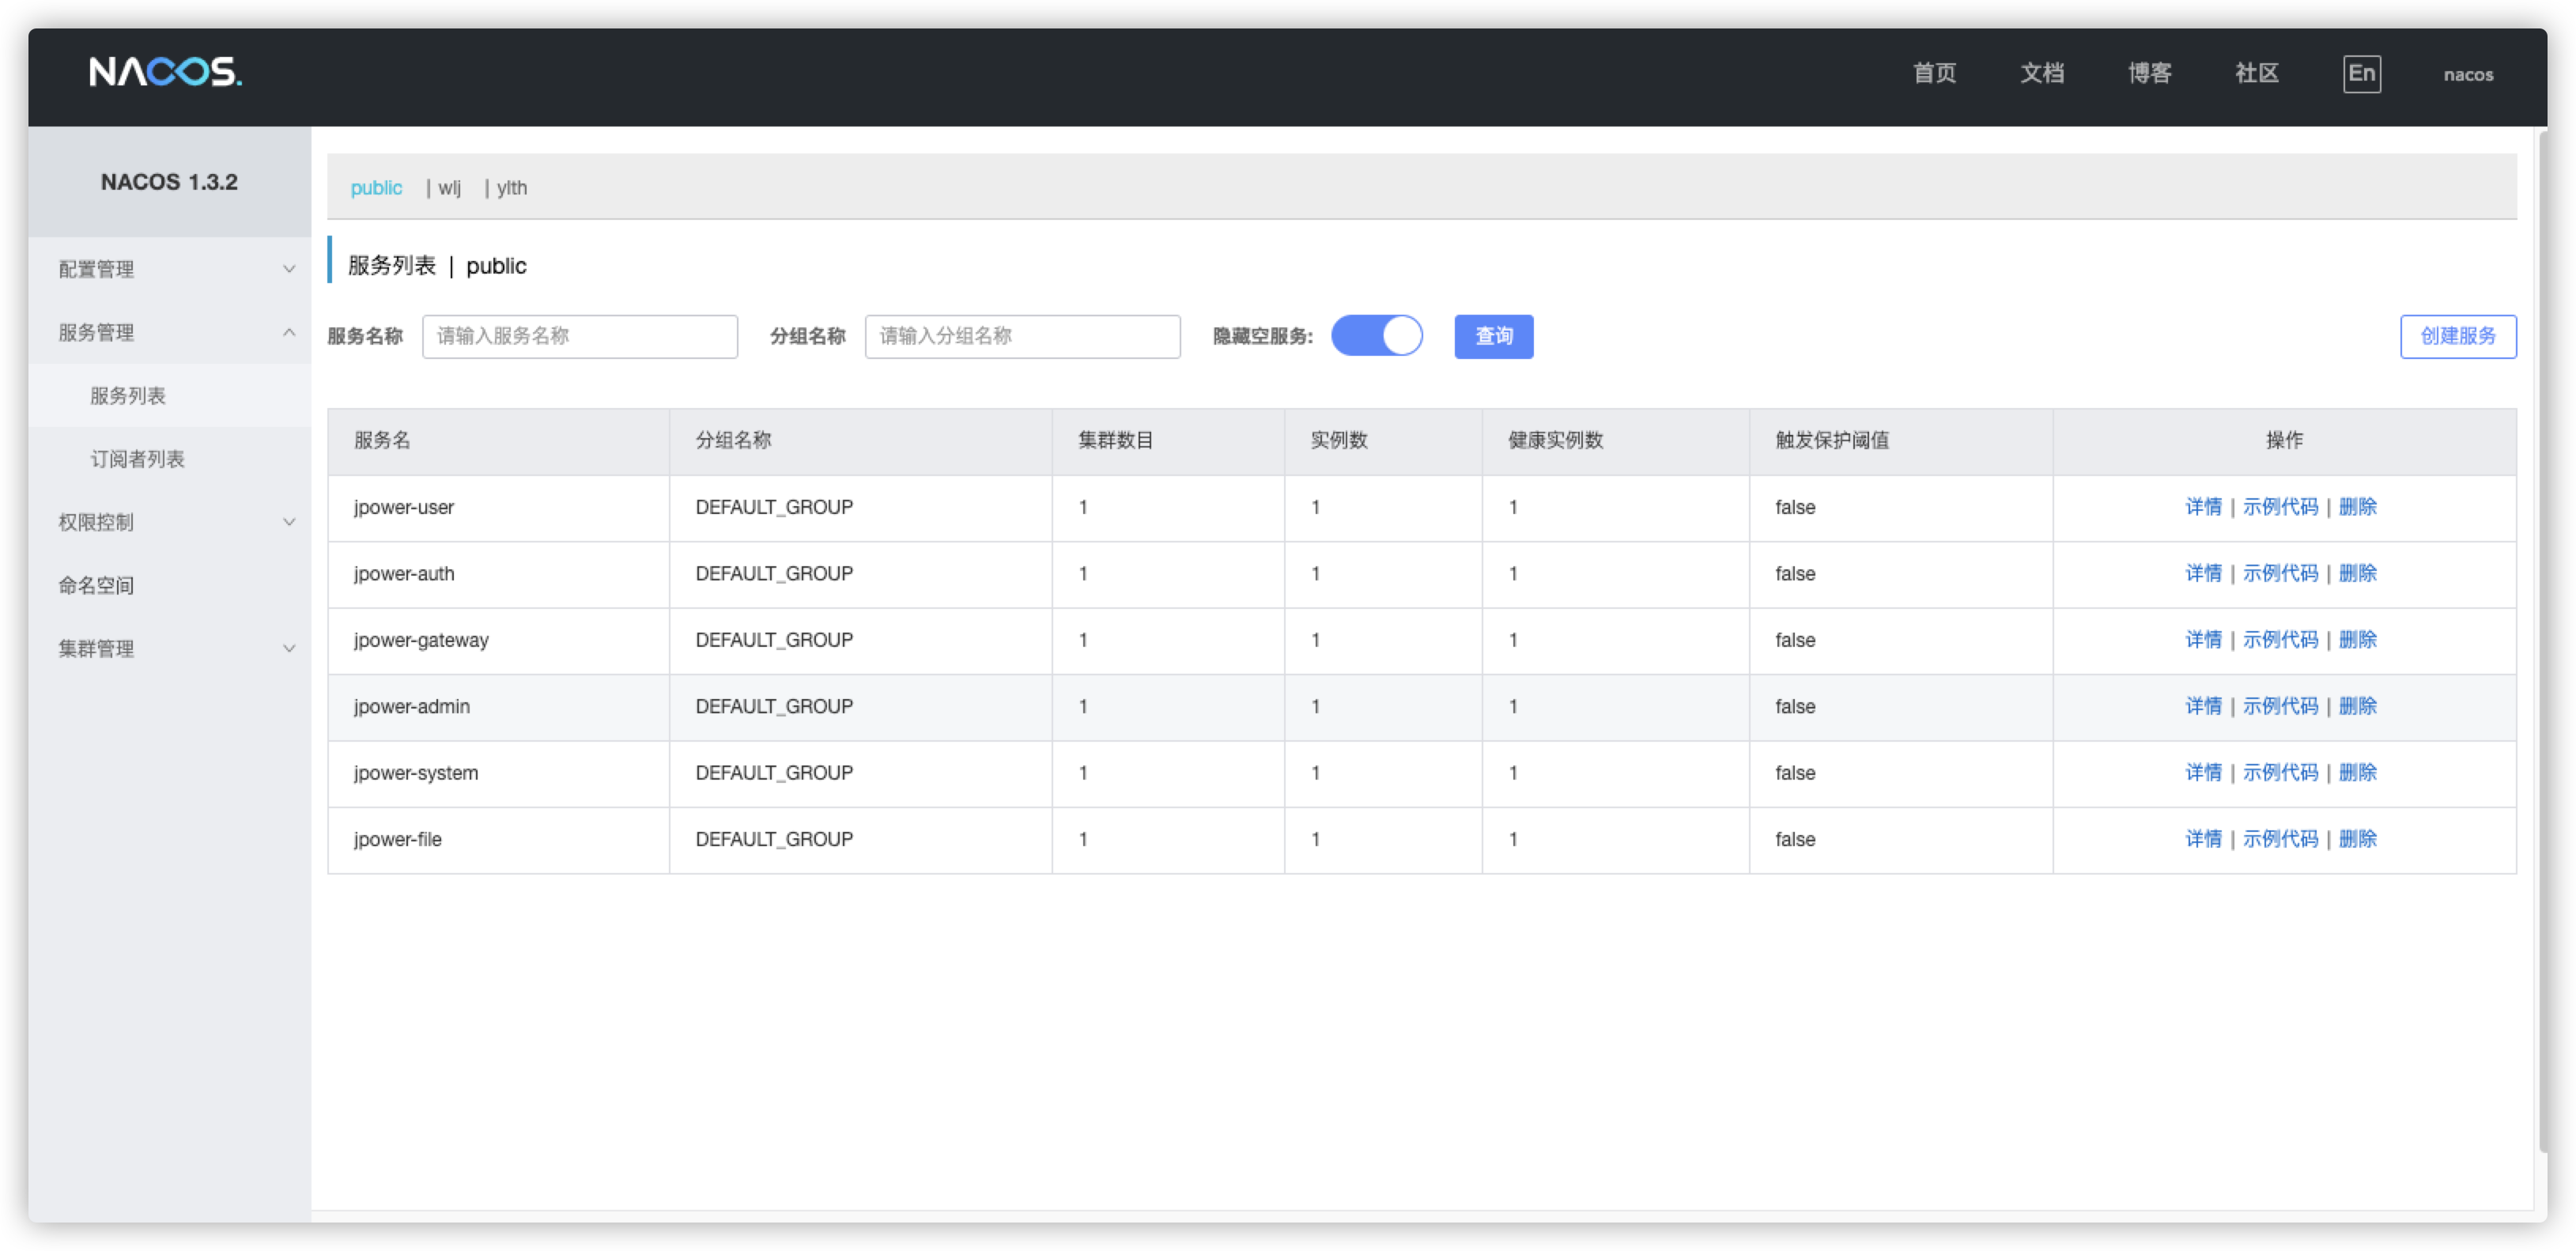 NACOS.
首页 文档 博客 社区 En nacos
NACOS 1.3.2
配置管理
服务管理
服务列表
订阅者列表
权限控制
命名空间
集群管理
public | wlj | ylth
服务列表 | public
服务名称 请输入服务名称 分组名称 请输入分组名称 隐藏空服务: 查询 创建服务
服务名 分组名称 集群数目 实例数 健康实例数 触发保护阈值 操作
jpower-user DEFAULT_GROUP 1 1 1 false 详情 | 示例代码 | 删除
jpower-auth DEFAULT_GROUP 1 1 1 false 详情 | 示例代码 | 删除
jpower-gateway DEFAULT_GROUP 1 1 1 false 详情 | 示例代码 | 删除
jpower-admin DEFAULT_GROUP 1 1 1 false 详情 | 示例代码 | 删除
jpower-system DEFAULT_GROUP 1 1 1 false 详情 | 示例代码 | 删除
jpower-file DEFAULT_GROUP 1 1 1 false 详情 | 示例代码 | 删除